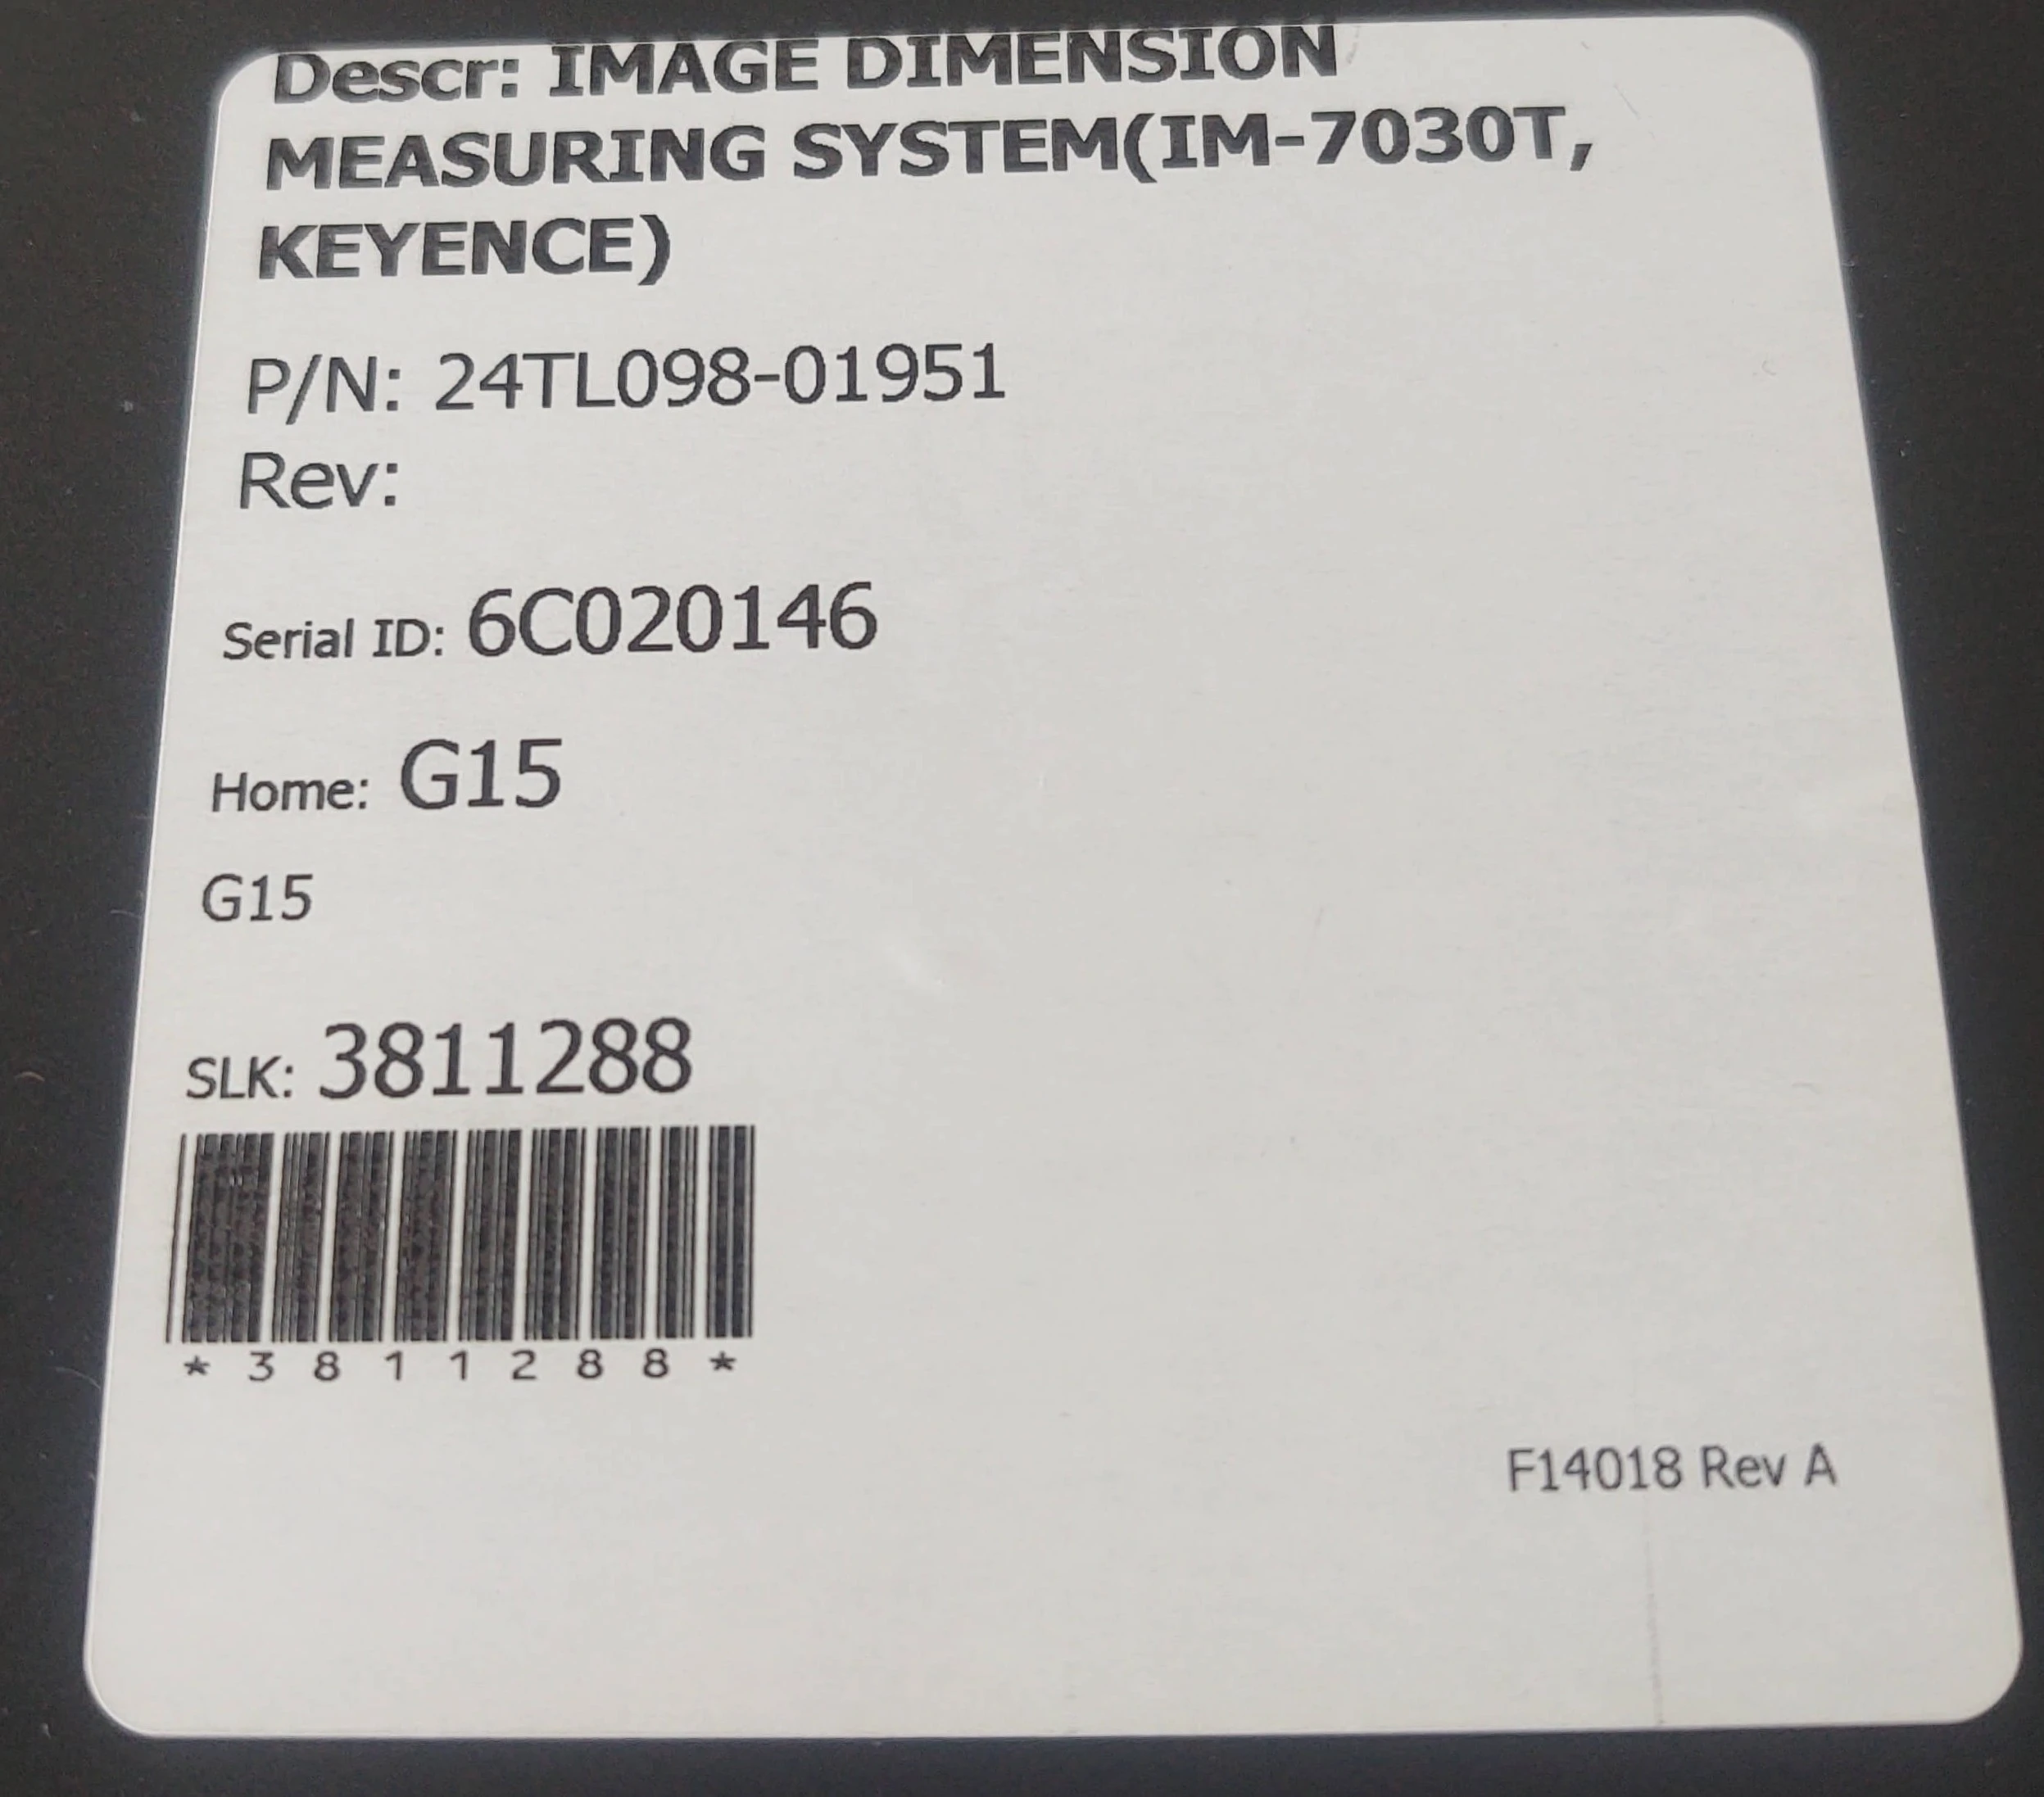 Descr: IMAGE DIMENSION
MEASURING SYSTEM(IM-7030T,
KEYENCE)
P/N: 24TL098-01951
Rev:
Serial ID: 6C020146
Home: G15
G15
SLK: 3811288
*3811288*
F14018 Rev A